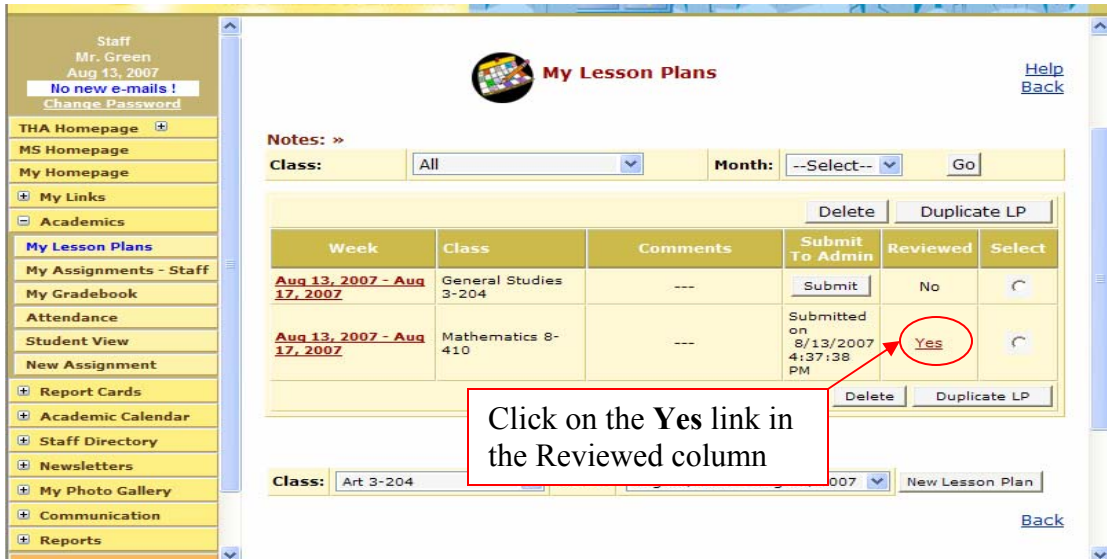 Staff
Mr. Green
Aug 13, 2007
No new e-mails !
Change Password
THA Homepage
MS Homepage
My Homepage
My Links
Academics
My Lesson Plans
My Assignments - Staff
My Gradebook
Attendance
Student View
New Assignment
Report Cards
Academic Calendar
Staff Directory
Newsletters
My Photo Gallery
Communication
Reports
My Lesson Plans
Help
Back
Notes: »
Class: All Month: --Select-- Go
Delete Duplicate LP
Week Class Comments Submit To Admin Reviewed Select
Aug 13, 2007 - Aug 17, 2007 General Studies 3-204 --- Submit No
Aug 13, 2007 - Aug 17, 2007 Mathematics 8-410 --- Submitted on 8/13/2007 4:37:38 PM Yes
Delete Duplicate LP
Click on the Yes link in
the Reviewed column
Class: Art 3-204 007 New Lesson Plan
Back